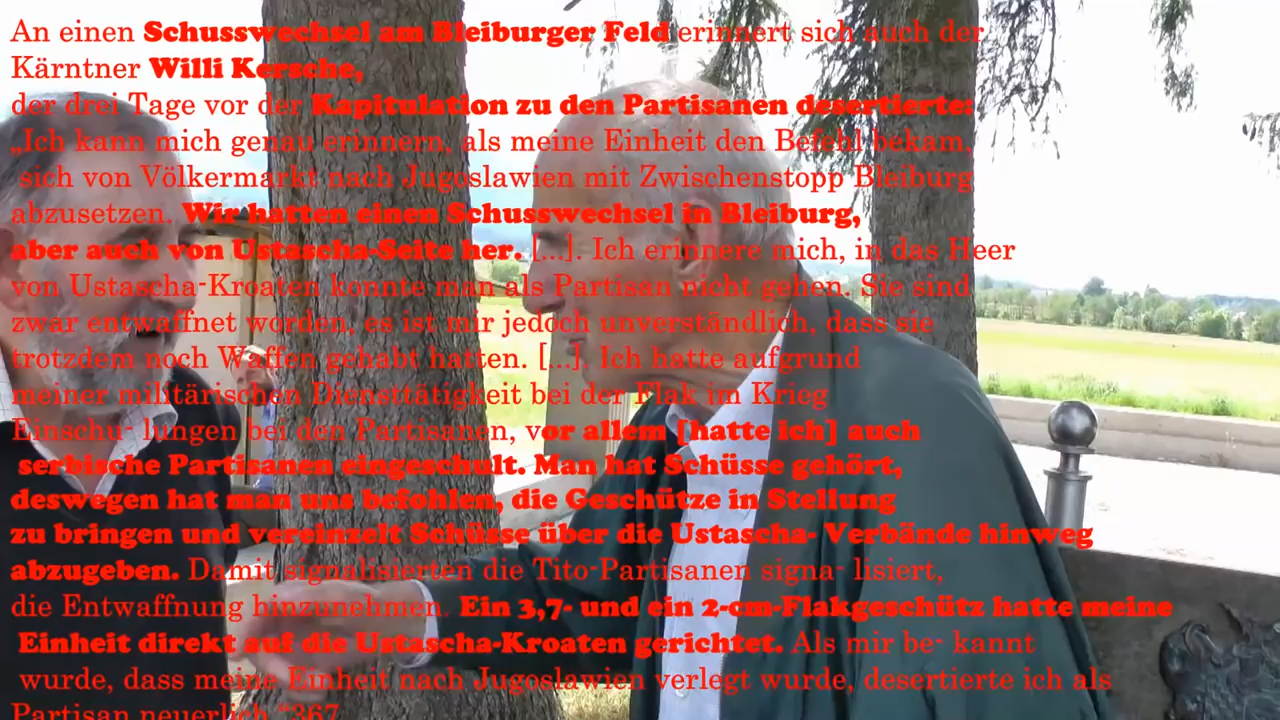 An einen Schusswechsel am Bleiburger Feld erinnert sich auch der
Kärntner Willi Kersche,
der drei Tage vor der Kapitulation zu den Partisanen desertierte:
„Ich kann mich genau erinnern, als meine Einheit den Befehl bekam,
sich von Völkermarkt nach Jugoslawien mit Zwischenstopp Bleiburg
abzusetzen. Wir hatten einen Schusswechsel in Bleiburg,
aber auch von Ustascha-Seite her. [...]. Ich erinnere mich, in das Heer
von Ustascha-Kroaten konnte man als Partisan nicht gehen. Sie sind
zwar entwaffnet worden, es ist mir jedoch unverständlich, dass sie
trotzdem noch Waffen gehabt hatten. [...]. Ich hatte aufgrund
meiner militärischen Diensttätigkeit bei der Flak im Krieg
Einschu- lungen bei den Partisanen, vor allem [hatte ich] auch
serbische Partisanen eingeschult. Man hat Schüsse gehört,
deswegen hat man uns befohlen, die Geschütze in Stellung
zu bringen und vereinzelt Schüsse über die Ustascha- Verbände hinweg
abzugeben. Damit signalisierten die Tito-Partisanen signa- lisiert,
die Entwaffnung hinzunehmen. Ein 3,7- und ein 2-cm-Flakgeschütz hatte meine
Einheit direkt auf die Ustascha-Kroaten gerichtet. Als mir be- kannt
wurde, dass meine Einheit nach Jugoslawien verlegt wurde, desertierte ich als
Partisan neuerlich.“367